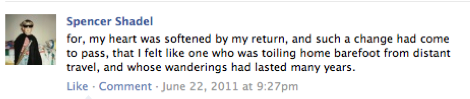 Spencer Shadel
for, my heart was softened by my return, and such a change had come
to pass, that I felt like one who was toiling home barefoot from distant
travel, and whose wanderings had lasted many years.
Like · Comment · June 22, 2011 at 9:27pm